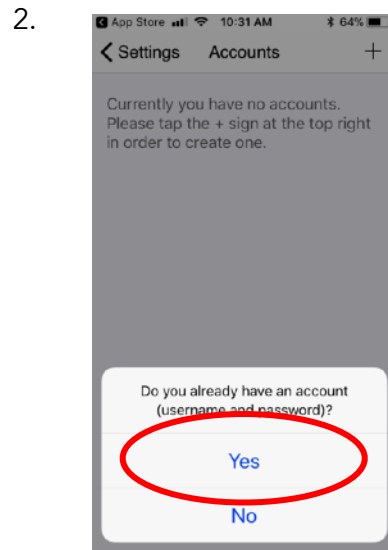 2.
App Store 10:31 AM 64%
Settings Accounts +
Currently you have no accounts.
Please tap the + sign at the top right
in order to create one.
Do you already have an account
(username and password)?
Yes
No